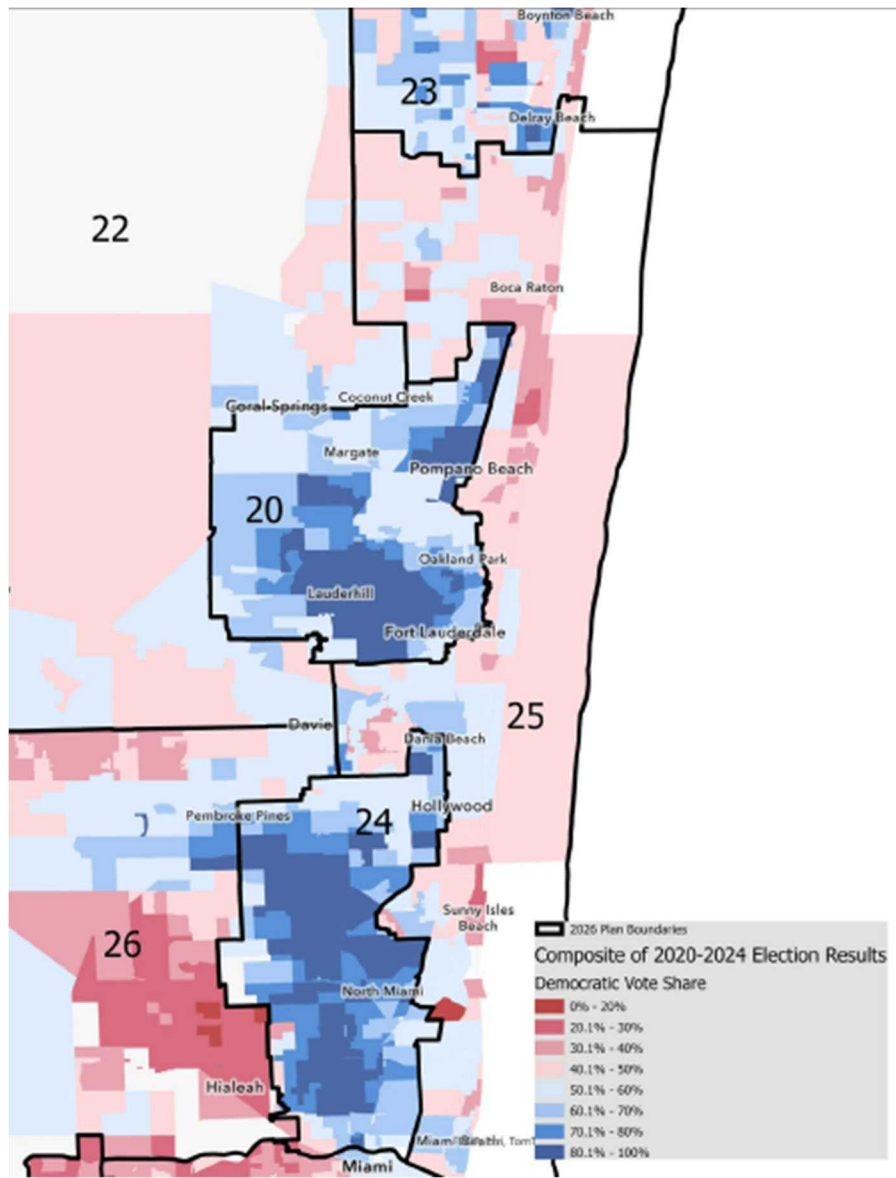 Boynton Beach
23
Delray Beach
22
Boca Raton
Coconut Creek
Coral Springs
Margate
Pompano Beach
20
Oakland Park
Lauderhill
Fort Lauderdale
25
Davie
Dania Beach
Hollywood
Pembroke Pines
24
Sunny Isles
Beach
26
2026 Plan Boundaries
Composite of 2020-2024 Election Results
Democratic Vote Share
0% - 20%
20.1% - 30%
30.1% - 40%
40.1% - 50%
50.1% - 60%
60.1% - 70%
70.1% - 80%
80.1% - 100%
North Miami
Hialeah
Miami
Miami